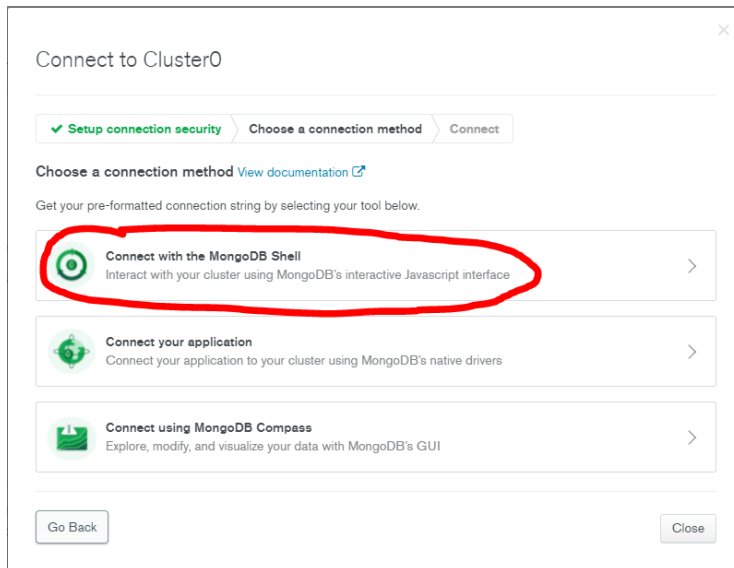 Connect to Cluster0
Setup connection security
Choose a connection method
Connect
Choose a connection method View documentation
Get your pre-formatted connection string by selecting your tool below.
Connect with the MongoDB Shell
Interact with your cluster using MongoDB's interactive Javascript interface
Connect your application
Connect your application to your cluster using MongoDB's native drivers
Connect using MongoDB Compass
Explore, modify, and visualize your data with MongoDB's GUI
Go Back
Close